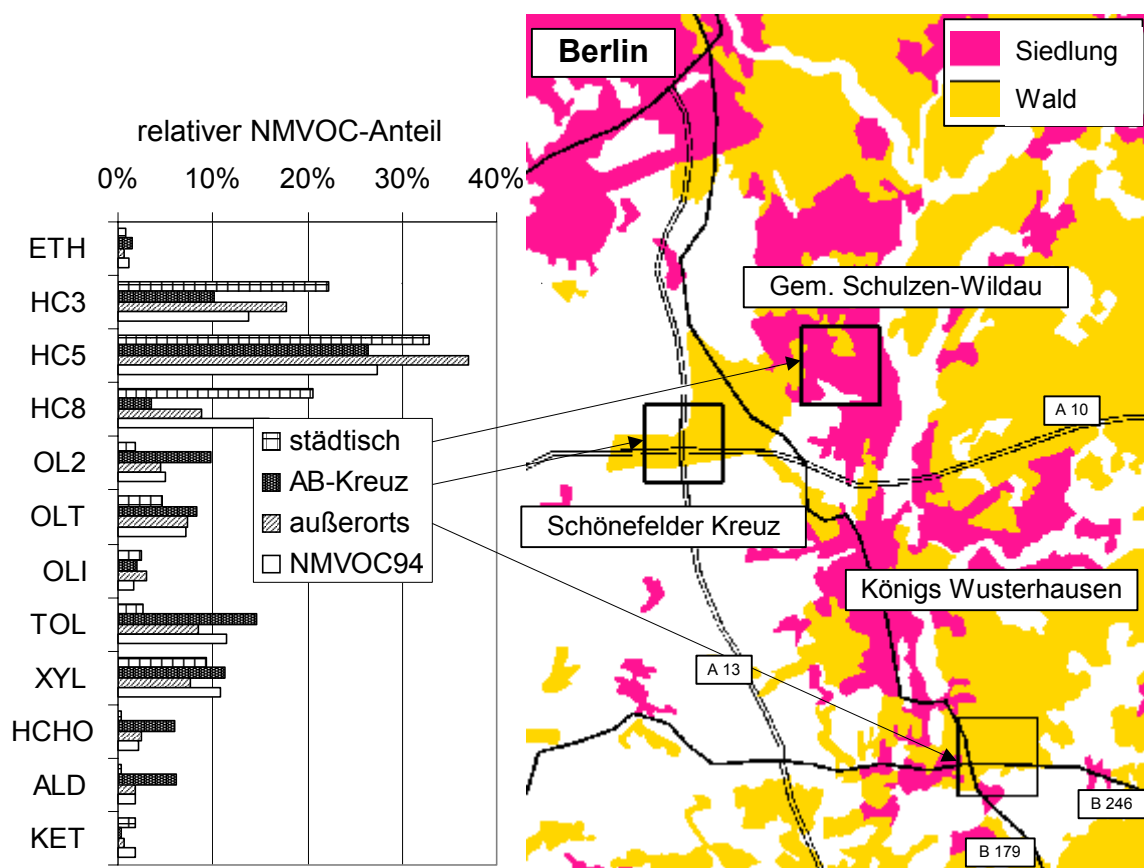 relativer NMVOC-Anteil
0% 10% 20% 30% 40%
ETH
HC3
HC5
HC8
OL2
OLT
OLI
TOL
XYL
HCHO
ALD
KET
städtisch
AB-Kreuz
außerorts
NMVOC94
Berlin
Siedlung
Wald
Gem. Schulzen-Wildau
A 10
Schönefelder Kreuz
Königs Wusterhausen
A 13
B 246
B 179